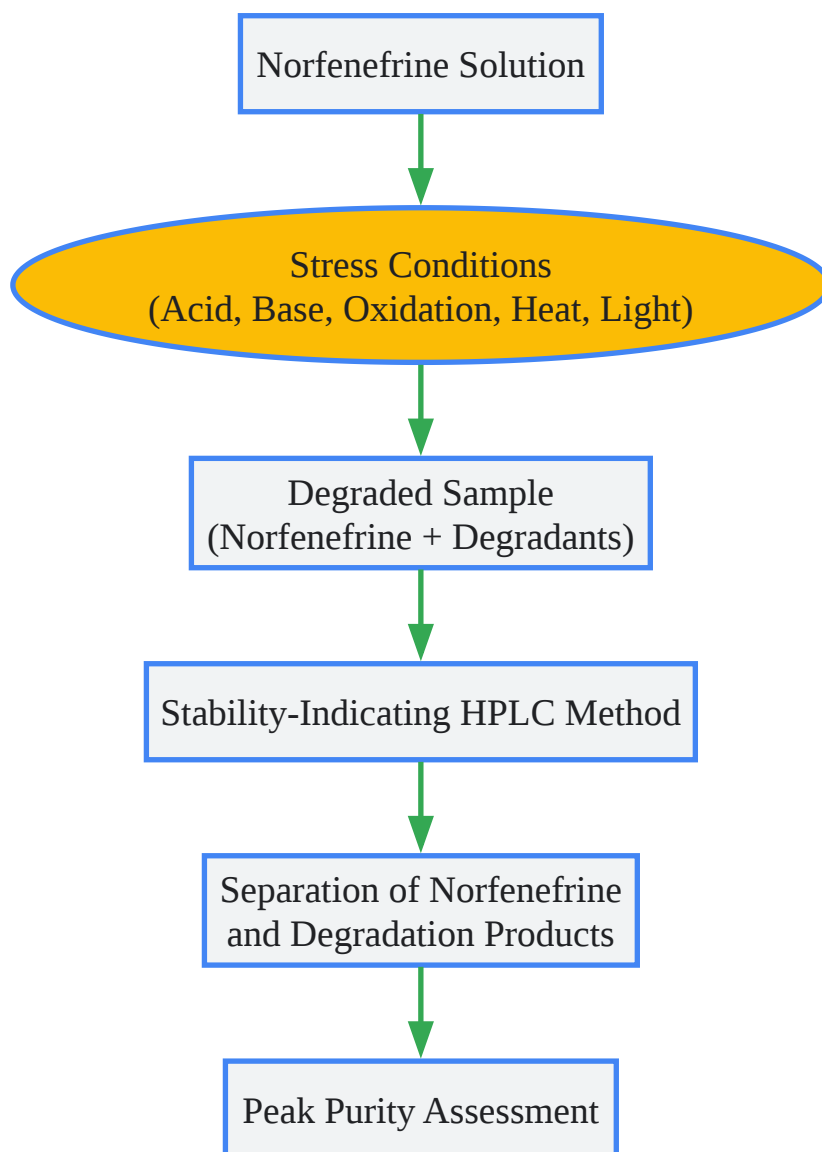 Norfenefrine Solution
Stress Conditions
(Acid, Base, Oxidation, Heat, Light)
Degraded Sample
(Norfenefrine + Degradants)
Stability-Indicating HPLC Method
Separation of Norfenefrine
and Degradation Products
Peak Purity Assessment